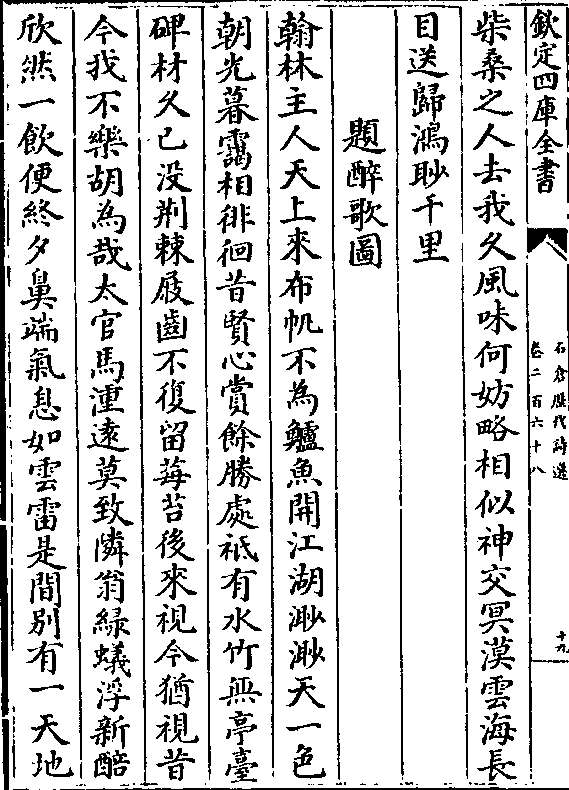 欽定四庫全書
石倉歷代詩選
卷二百六十八
十九
柴桑之人去我久風味何妨略相似神交冥漠雲海長
目送歸鴻眇千里
題醉歌圖
翰林主人天上來布帆不為鱸魚開江湖渺渺天一色
朝光暮靄相徘徊昔賢心賞餘勝處祗有水竹無亭臺
碑材久已没荆棘屐齒不復留莓苔後來視今猶視昔
今我不樂胡為哉太官馬湩遠莫致隣翁緑蟻浮新醅
欣然一飲便終夕鼻端氣息如雲雷是間别有一天地